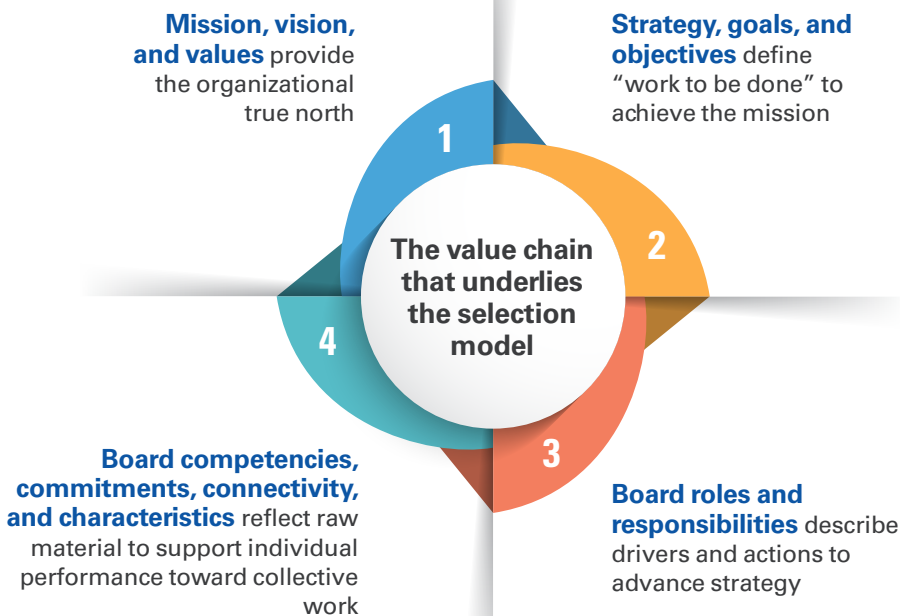 Mission, vision,
and values provide
the organizational
true north
1
Strategy, goals, and
objectives define
“work to be done” to
achieve the mission
2
The value chain
that underlies
the selection
model
3
Board roles and
responsibilities describe
drivers and actions to
advance strategy
4
Board competencies,
commitments, connectivity,
and characteristics reflect raw
material to support individual
performance toward collective
work